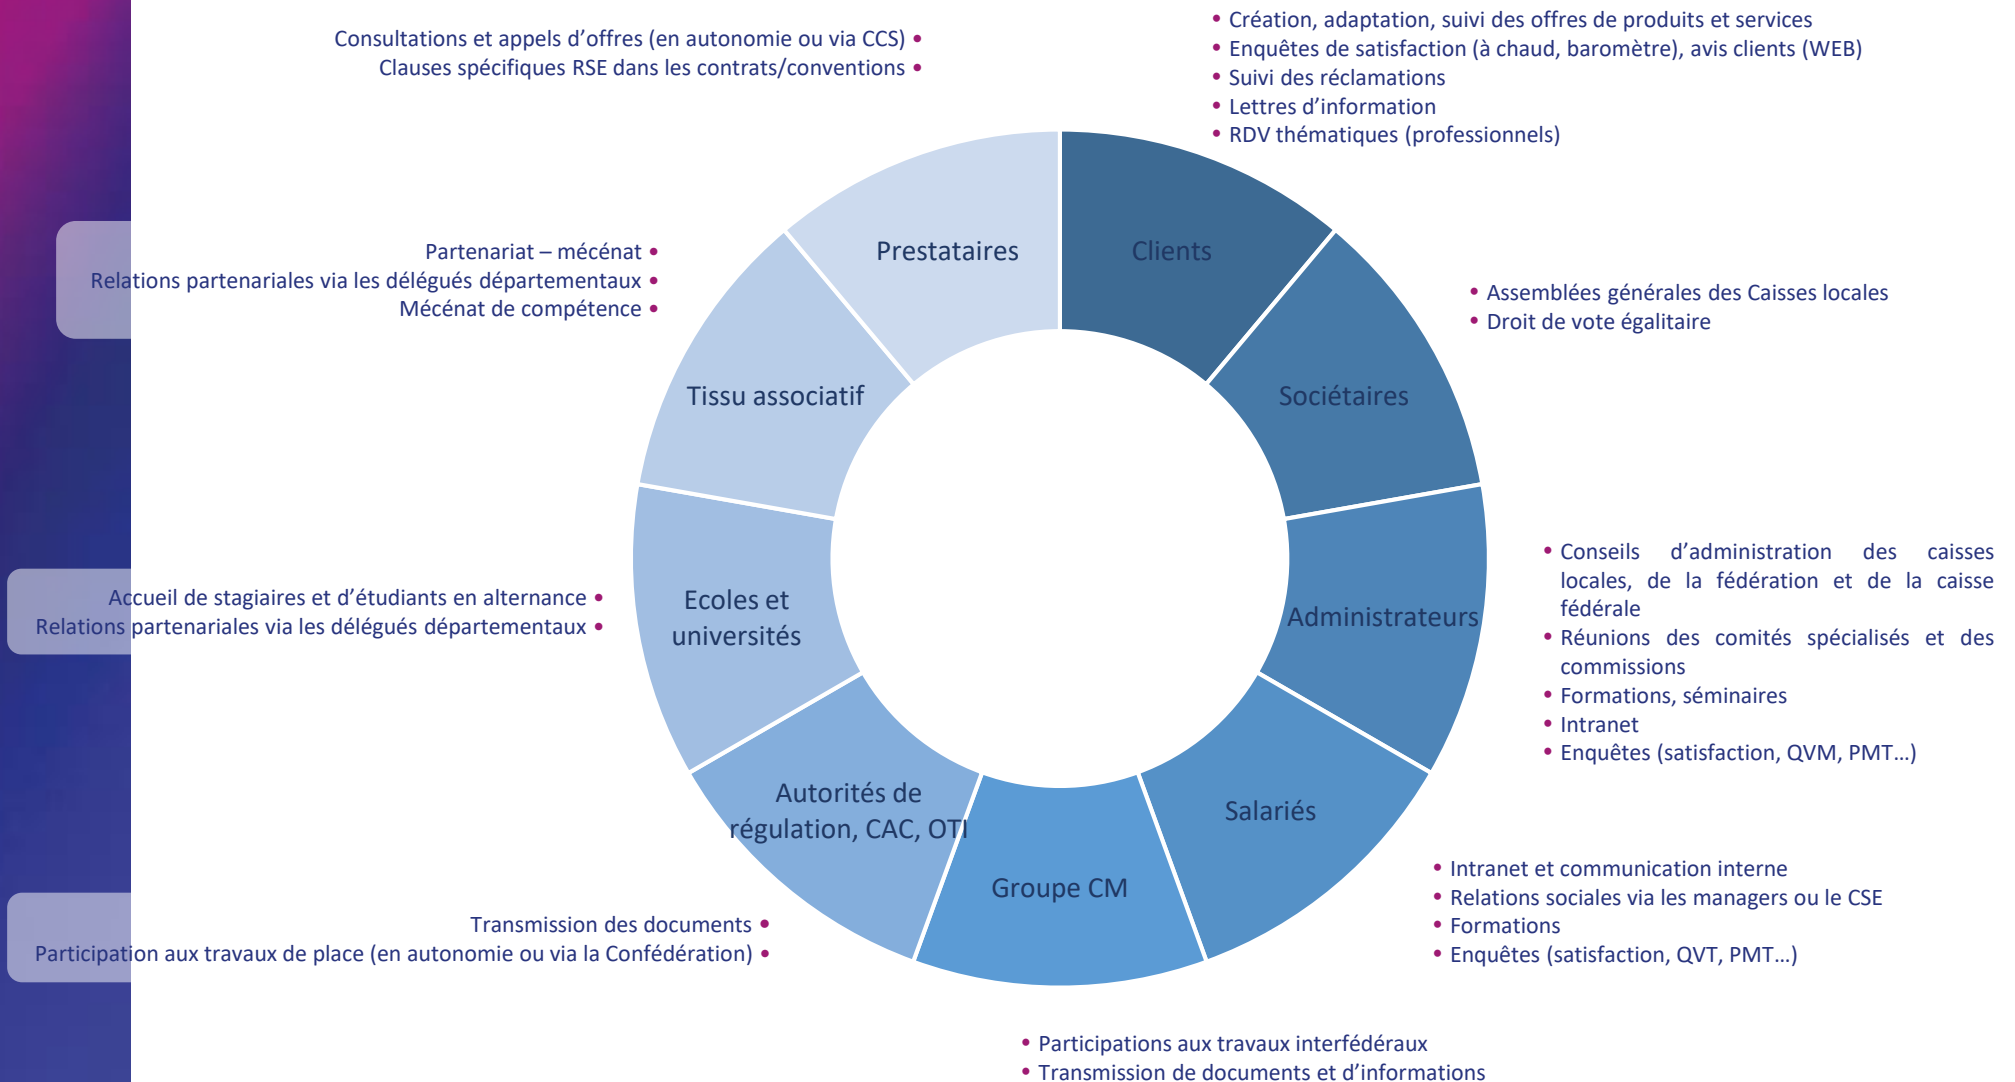 Consultations et appels d’offres (en autonomie ou via CCS) •
Clauses spécifiques RSE dans les contrats/conventions •
• Création, adaptation, suivi des offres de produits et services
• Enquêtes de satisfaction (à chaud, baromètre), avis clients (WEB)
• Suivi des réclamations
• Lettres d’information
• RDV thématiques (professionnels)
Prestataires
Clients
Partenariat – mécénat •
Relations partenariales via les délégués départementaux •
Mécénat de compétence •
• Assemblées générales des Caisses locales
• Droit de vote égalitaire
Tissu associatif
Sociétaires
Accueil de stagiaires et d’étudiants en alternance •
Relations partenariales via les délégués départementaux •
Ecoles et
universités
Administrateurs
• Conseils d’administration des caisses
locales, de la fédération et de la caisse
fédérale
• Réunions des comités spécialisés et des
commissions
• Formations, séminaires
• Intranet
• Enquêtes (satisfaction, QVM, PMT…)
Autorités de
régulation, CAC, OTI
Salariés
Groupe CM
Transmission des documents •
Participation aux travaux de place (en autonomie ou via la Confédération) •
• Intranet et communication interne
• Relations sociales via les managers ou le CSE
• Formations
• Enquêtes (satisfaction, QVT, PMT…)
• Participations aux travaux interfédéraux
• Transmission de documents et d’informations